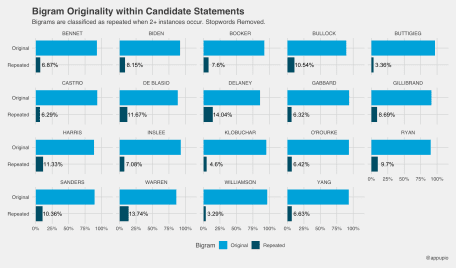 Bigram Originality within Candidate Statements
Bigrams are classificed as repeated when 2+ instances occur. Stopwords Removed.
BENNET BIDEN BOOKER BULLOCK BUTTIGIEG
Original
Repeated 6.87% 8.15% 7.6% 10.54% 3.36%
CASTRO DE BLASIO DELANEY GABBARD GILLIBRAND
Original
Repeated 6.29% 11.67% 14.04% 6.32% 8.69%
HARRIS INSLEE KLOBUCHAR O'ROURKE RYAN
Original
Repeated 11.33% 7.08% 4.6% 6.42% 9.7%
0% 25% 50% 75% 100%
SANDERS WARREN WILLIAMSON YANG
Original
Repeated 10.36% 13.74% 3.29% 6.63%
0% 25% 50% 75% 100% 0% 25% 50% 75% 100% 0% 25% 50% 75% 100% 0% 25% 50% 75% 100%
Bigram Original Repeated
@appupio